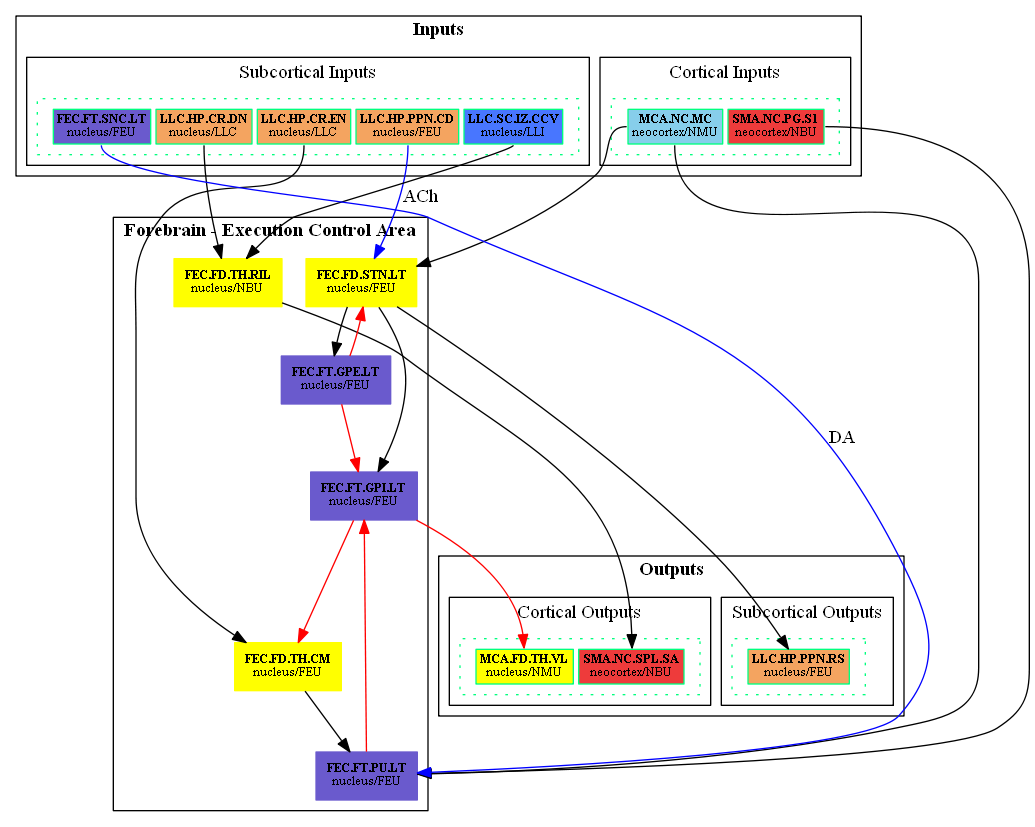 Inputs
Subcortical Inputs
Cortical Inputs
FEC.FT.SNC.LT
nucleus/FEU
LLC.HP.CR.DN
nucleus/LLC
LLC.HP.CR.EN
nucleus/LLC
LLC.HP.PPN.CD
nucleus/FEU
LLC.SC.IZ.CCV
nucleus/LLI
MCA.NC.MC
neocortex/NMU
SMA.NC.PG.S1
neocortex/NBU
ACh
Forebrain - Execution Control Area
FEC.FD.TH.RIL
nucleus/NBU
FEC.FD.STN.LT
nucleus/FEU
FEC.FT.GPE.LT
nucleus/FEU
DA
FEC.FT.GPI.LT
nucleus/FEU
Outputs
Cortical Outputs
Subcortical Outputs
FEC.FD.TH.CM
nucleus/FEU
MCA.FD.TH.VL
nucleus/NMU
SMA.NC.SPL.SA
neocortex/NBU
LLC.HP.PPN.RS
nucleus/FEU
FEC.FT.PU.LT
nucleus/FEU